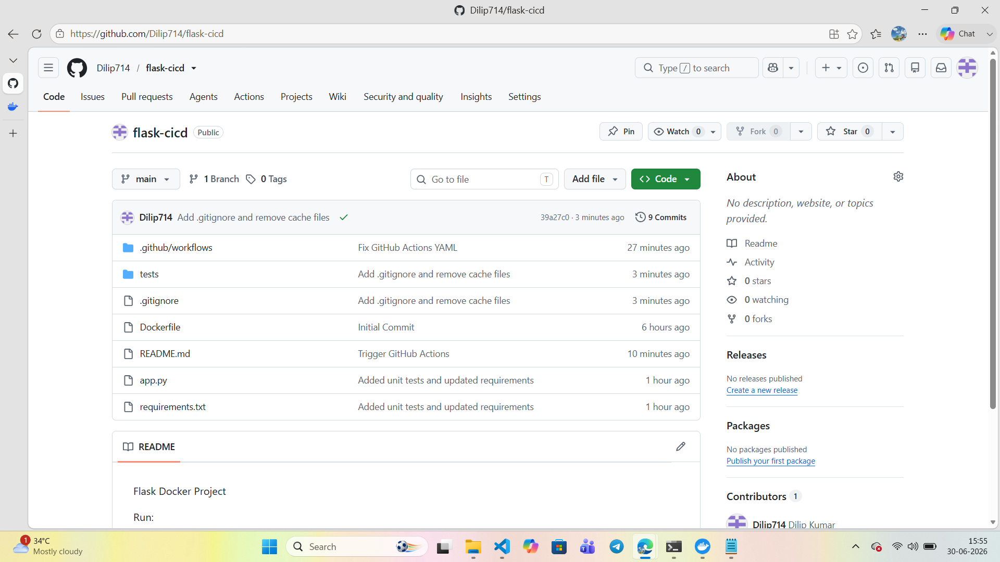 Dilip714/flask-cicd
https://github.com/Dilip714/flask-cicd
Chat
Dilip714 / flask-cicd
Type / to search
Code Issues Pull requests Agents Actions Projects Wiki Security and quality Insights Settings
flask-cicd Public
Pin Watch 0 Fork 0 Star 0
main 1 Branch 0 Tags Go to file T Add file Code
Dilip714 Add .gitignore and remove cache files 39a27c0 · 3 minutes ago 9 Commits
.github/workflows Fix GitHub Actions YAML 27 minutes ago
tests Add .gitignore and remove cache files 3 minutes ago
.gitignore Add .gitignore and remove cache files 3 minutes ago
Dockerfile Initial Commit 6 hours ago
README.md Trigger GitHub Actions 10 minutes ago
app.py Added unit tests and updated requirements 1 hour ago
requirements.txt Added unit tests and updated requirements 1 hour ago
README
Flask Docker Project
Run:
About
No description, website, or topics
provided.
Readme
Activity
0 stars
0 watching
0 forks
Releases
No releases published
Create a new release
Packages
No packages published
Publish your first package
Contributors 1
Dilip714 Dilip Kumar
1
34°C
Mostly cloudy
Search
15:55
30-06-2026